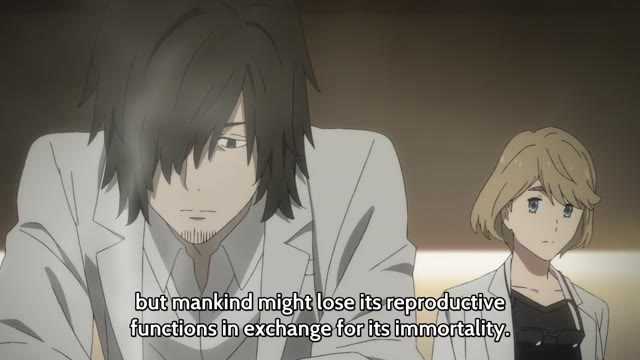 but mankind might lose its reproductive
functions in exchange for its immortality.